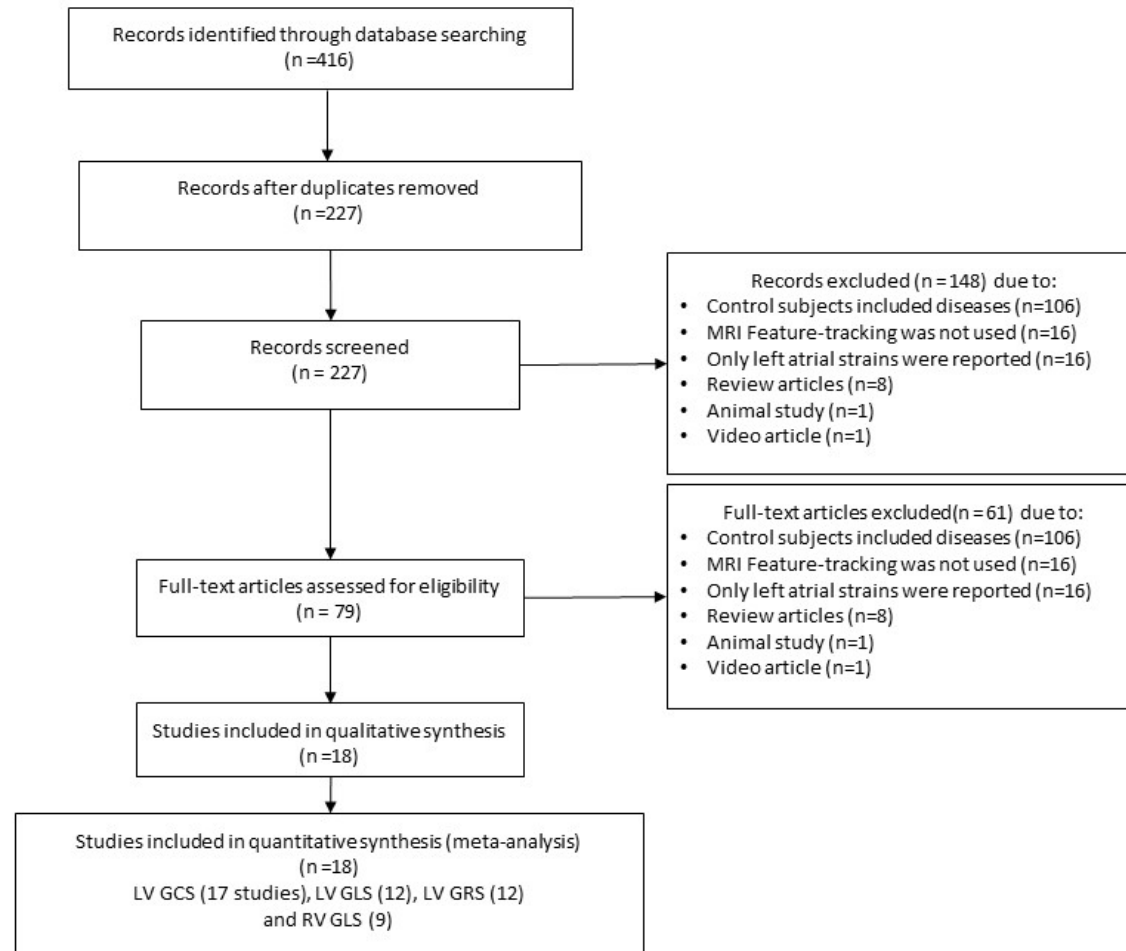 Records identified through database searching
(n =416)
Records after duplicates removed
(n =227)
Records screened
(n = 227)
Records excluded (n = 148) due to:
• Control subjects included diseases (n=106)
• MRI Feature-tracking was not used (n=16)
• Only left atrial strains were reported (n=16)
• Review articles (n=8)
• Animal study (n=1)
• Video article (n=1)
Full-text articles assessed for eligibility
(n = 79)
Full-text articles excluded(n = 61) due to:
• Control subjects included diseases (n=106)
• MRI Feature-tracking was not used (n=16)
• Only left atrial strains were reported (n=16)
• Review articles (n=8)
• Animal study (n=1)
• Video article (n=1)
Studies included in qualitative synthesis
(n =18)
Studies included in quantitative synthesis (meta-analysis)
(n =18)
LV GCS (17 studies), LV GLS (12), LV GRS (12)
and RV GLS (9)